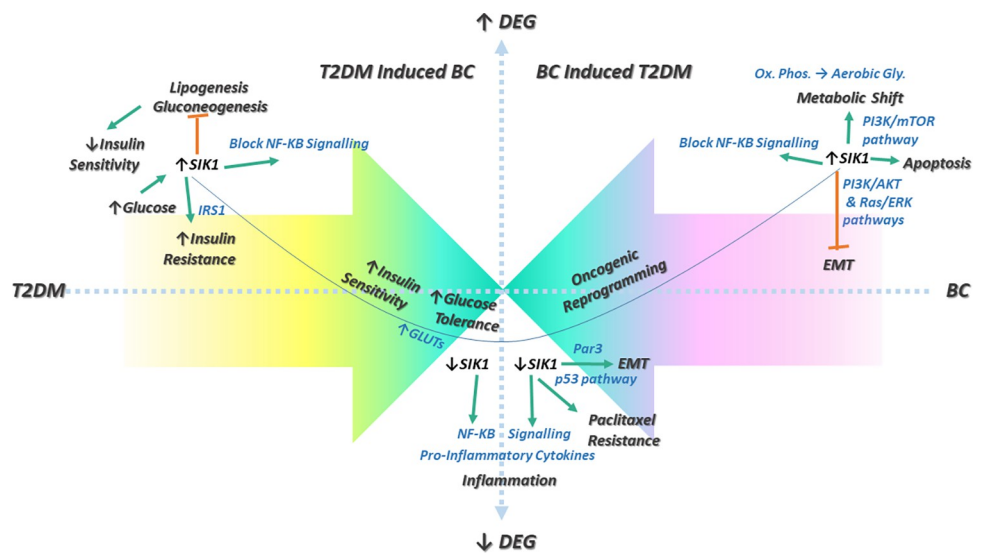 ↑ DEG
T2DM Induced BC
BC Induced T2DM
Lipogenesis
Gluconeogenesis
↓Insulin
Sensitivity
↑SIK1
Block NF-KB Signalling
↑Glucose
IRS1
↑Insulin
Resistance
Ox. Phos. → Aerobic Gly.
Metabolic Shift
PI3K/mTOR
pathway
Block NF-KB Signalling
↑SIK1
Apoptosis
PI3K/AKT
& Ras/ERK
pathways
EMT
T2DM
BC
↑Insulin
Sensitivity
↑Glucose
Tolerance
↑GLUTs
Oncogenic
Reprogramming
↓SIK1
↓SIK1
Par3
EMT
p53 pathway
Paclitaxel
Resistance
NF-KB Signalling
Pro-Inflammatory Cytokines
Inflammation
↓ DEG